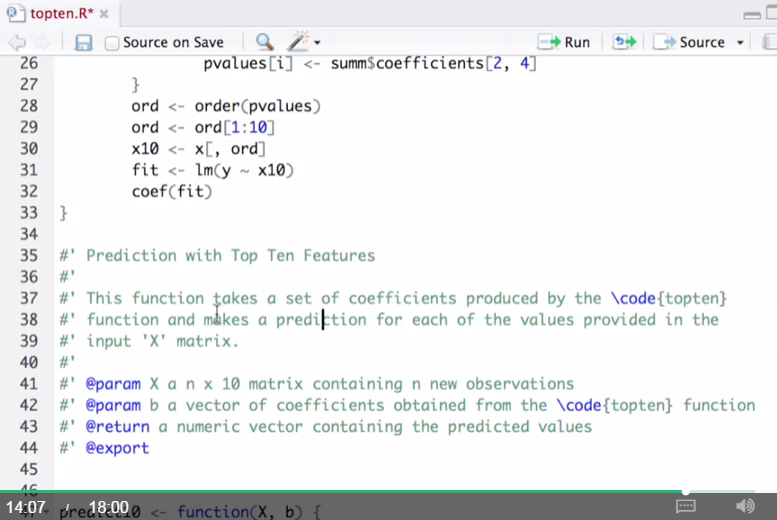 topten.R*
Source on Save Run Source
26 pvalues[i] <- summ$coefficients[2, 4]
27 }
28 ord <- order(pvalues)
29 ord <- ord[1:10]
30 x10 <- x[, ord]
31 fit <- lm(y ~ x10)
32 coef(fit)
33 }
34
35 #' Prediction with Top Ten Features
36 #'
37 #' This function takes a set of coefficients produced by the \code{topten}
38 #' function and makes a prediction for each of the values provided in the
39 #' input 'X' matrix.
40 #'
41 #' @param X a n x 10 matrix containing n new observations
42 #' @param b a vector of coefficients obtained from the \code{topten} function
43 #' @return a numeric vector containing the predicted values
44 #' @export
45
46
predict10 <- function(X, b) {
14:07 / 18:00